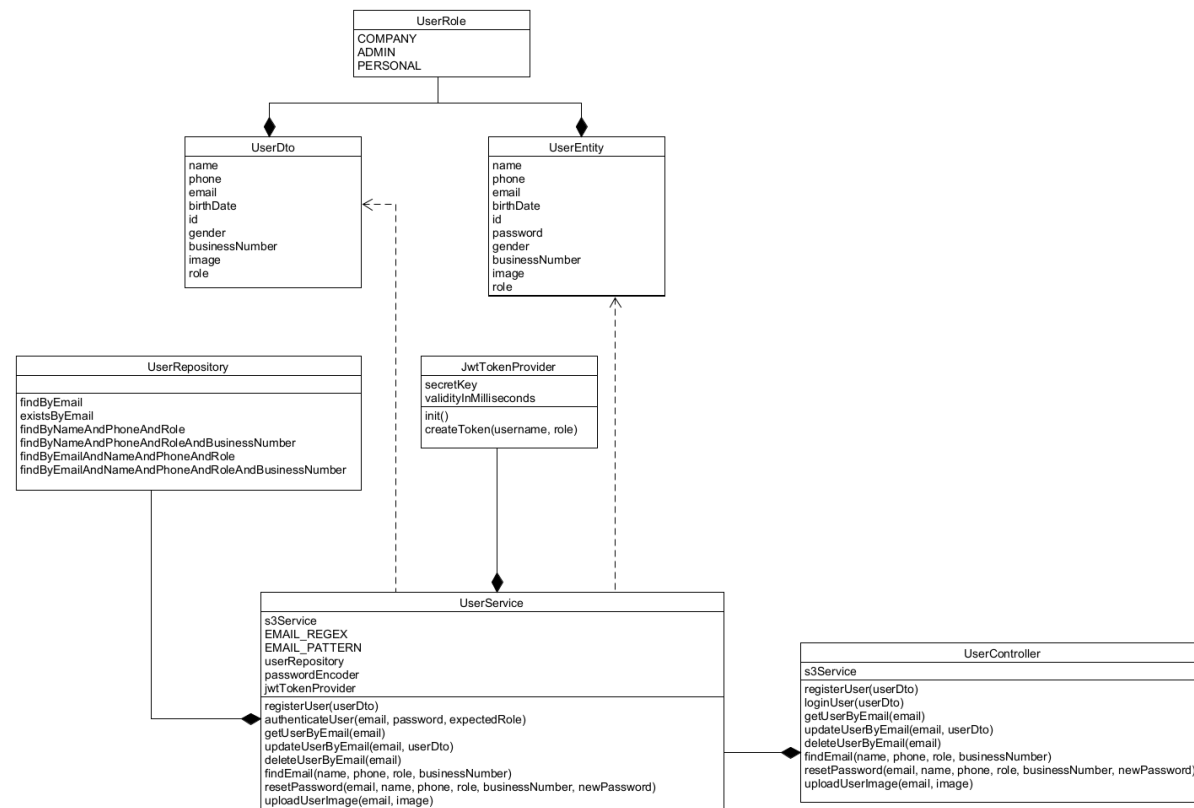 UserRole
COMPANY
ADMIN
PERSONAL
UserDto
name
phone
email
birthDate
id
gender
businessNumber
image
role
UserEntity
name
phone
email
birthDate
id
password
gender
businessNumber
image
role
UserRepository
findByEmail
existsByEmail
findByNameAndPhoneAndRole
findByNameAndPhoneAndRoleAndBusinessNumber
findByEmailAndNameAndPhoneAndRole
findByEmailAndNameAndPhoneAndRoleAndBusinessNumber
JwtTokenProvider
secretKey
validityInMilliseconds
init()
createToken(username, role)
UserService
s3Service
EMAIL_REGEX
EMAIL_PATTERN
userRepository
passwordEncoder
jwtTokenProvider
registerUser(userDto)
authenticateUser(email, password, expectedRole)
getUserByEmail(email)
updateUserByEmail(email, userDto)
deleteUserByEmail(email)
findEmail(name, phone, role, businessNumber)
resetPassword(email, name, phone, role, businessNumber, newPassword)
uploadUserImage(email, image)
UserController
s3Service
registerUser(userDto)
loginUser(userDto)
getUserByEmail(email)
updateUserByEmail(email, userDto)
deleteUserByEmail(email)
findEmail(name, phone, role, businessNumber)
resetPassword(email, name, phone, role, businessNumber, newPassword)
uploadUserImage(email, image)